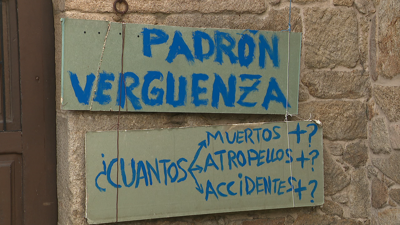 PADRÓN
VERGUENZA
MUERTOS +?
¿CUANTOS ATROPELLOS +?
ACCIDENTES +?